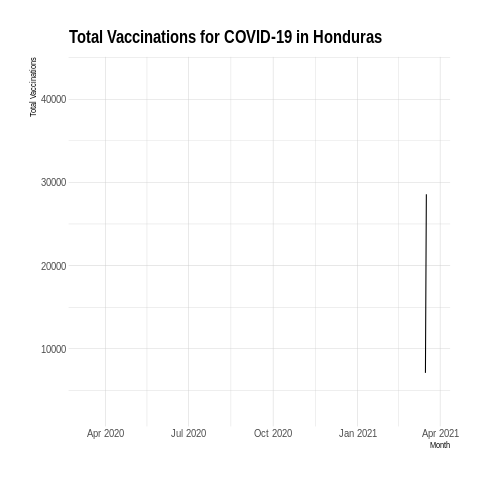 Total Vaccinations for COVID-19 in Honduras
Total Vaccinations
40000
30000
20000
10000
Apr 2020 Jul 2020 Oct 2020 Jan 2021 Apr 2021
Month